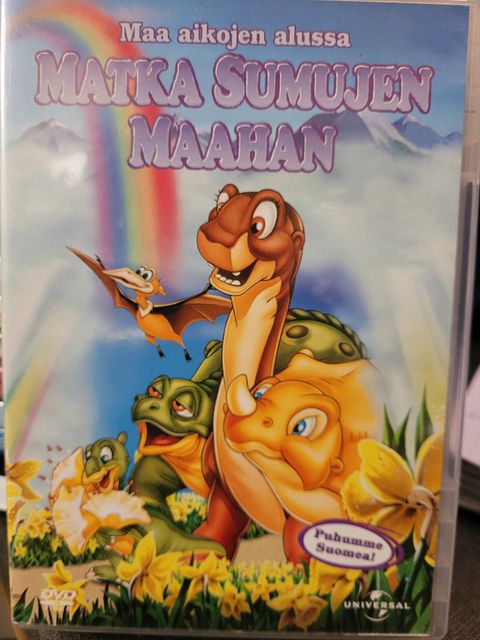 Maa aikojen alussa
MATKA SUMUJEN
MAAHAN
Puhumme
Suomea!
DVD
UNIVERSAL